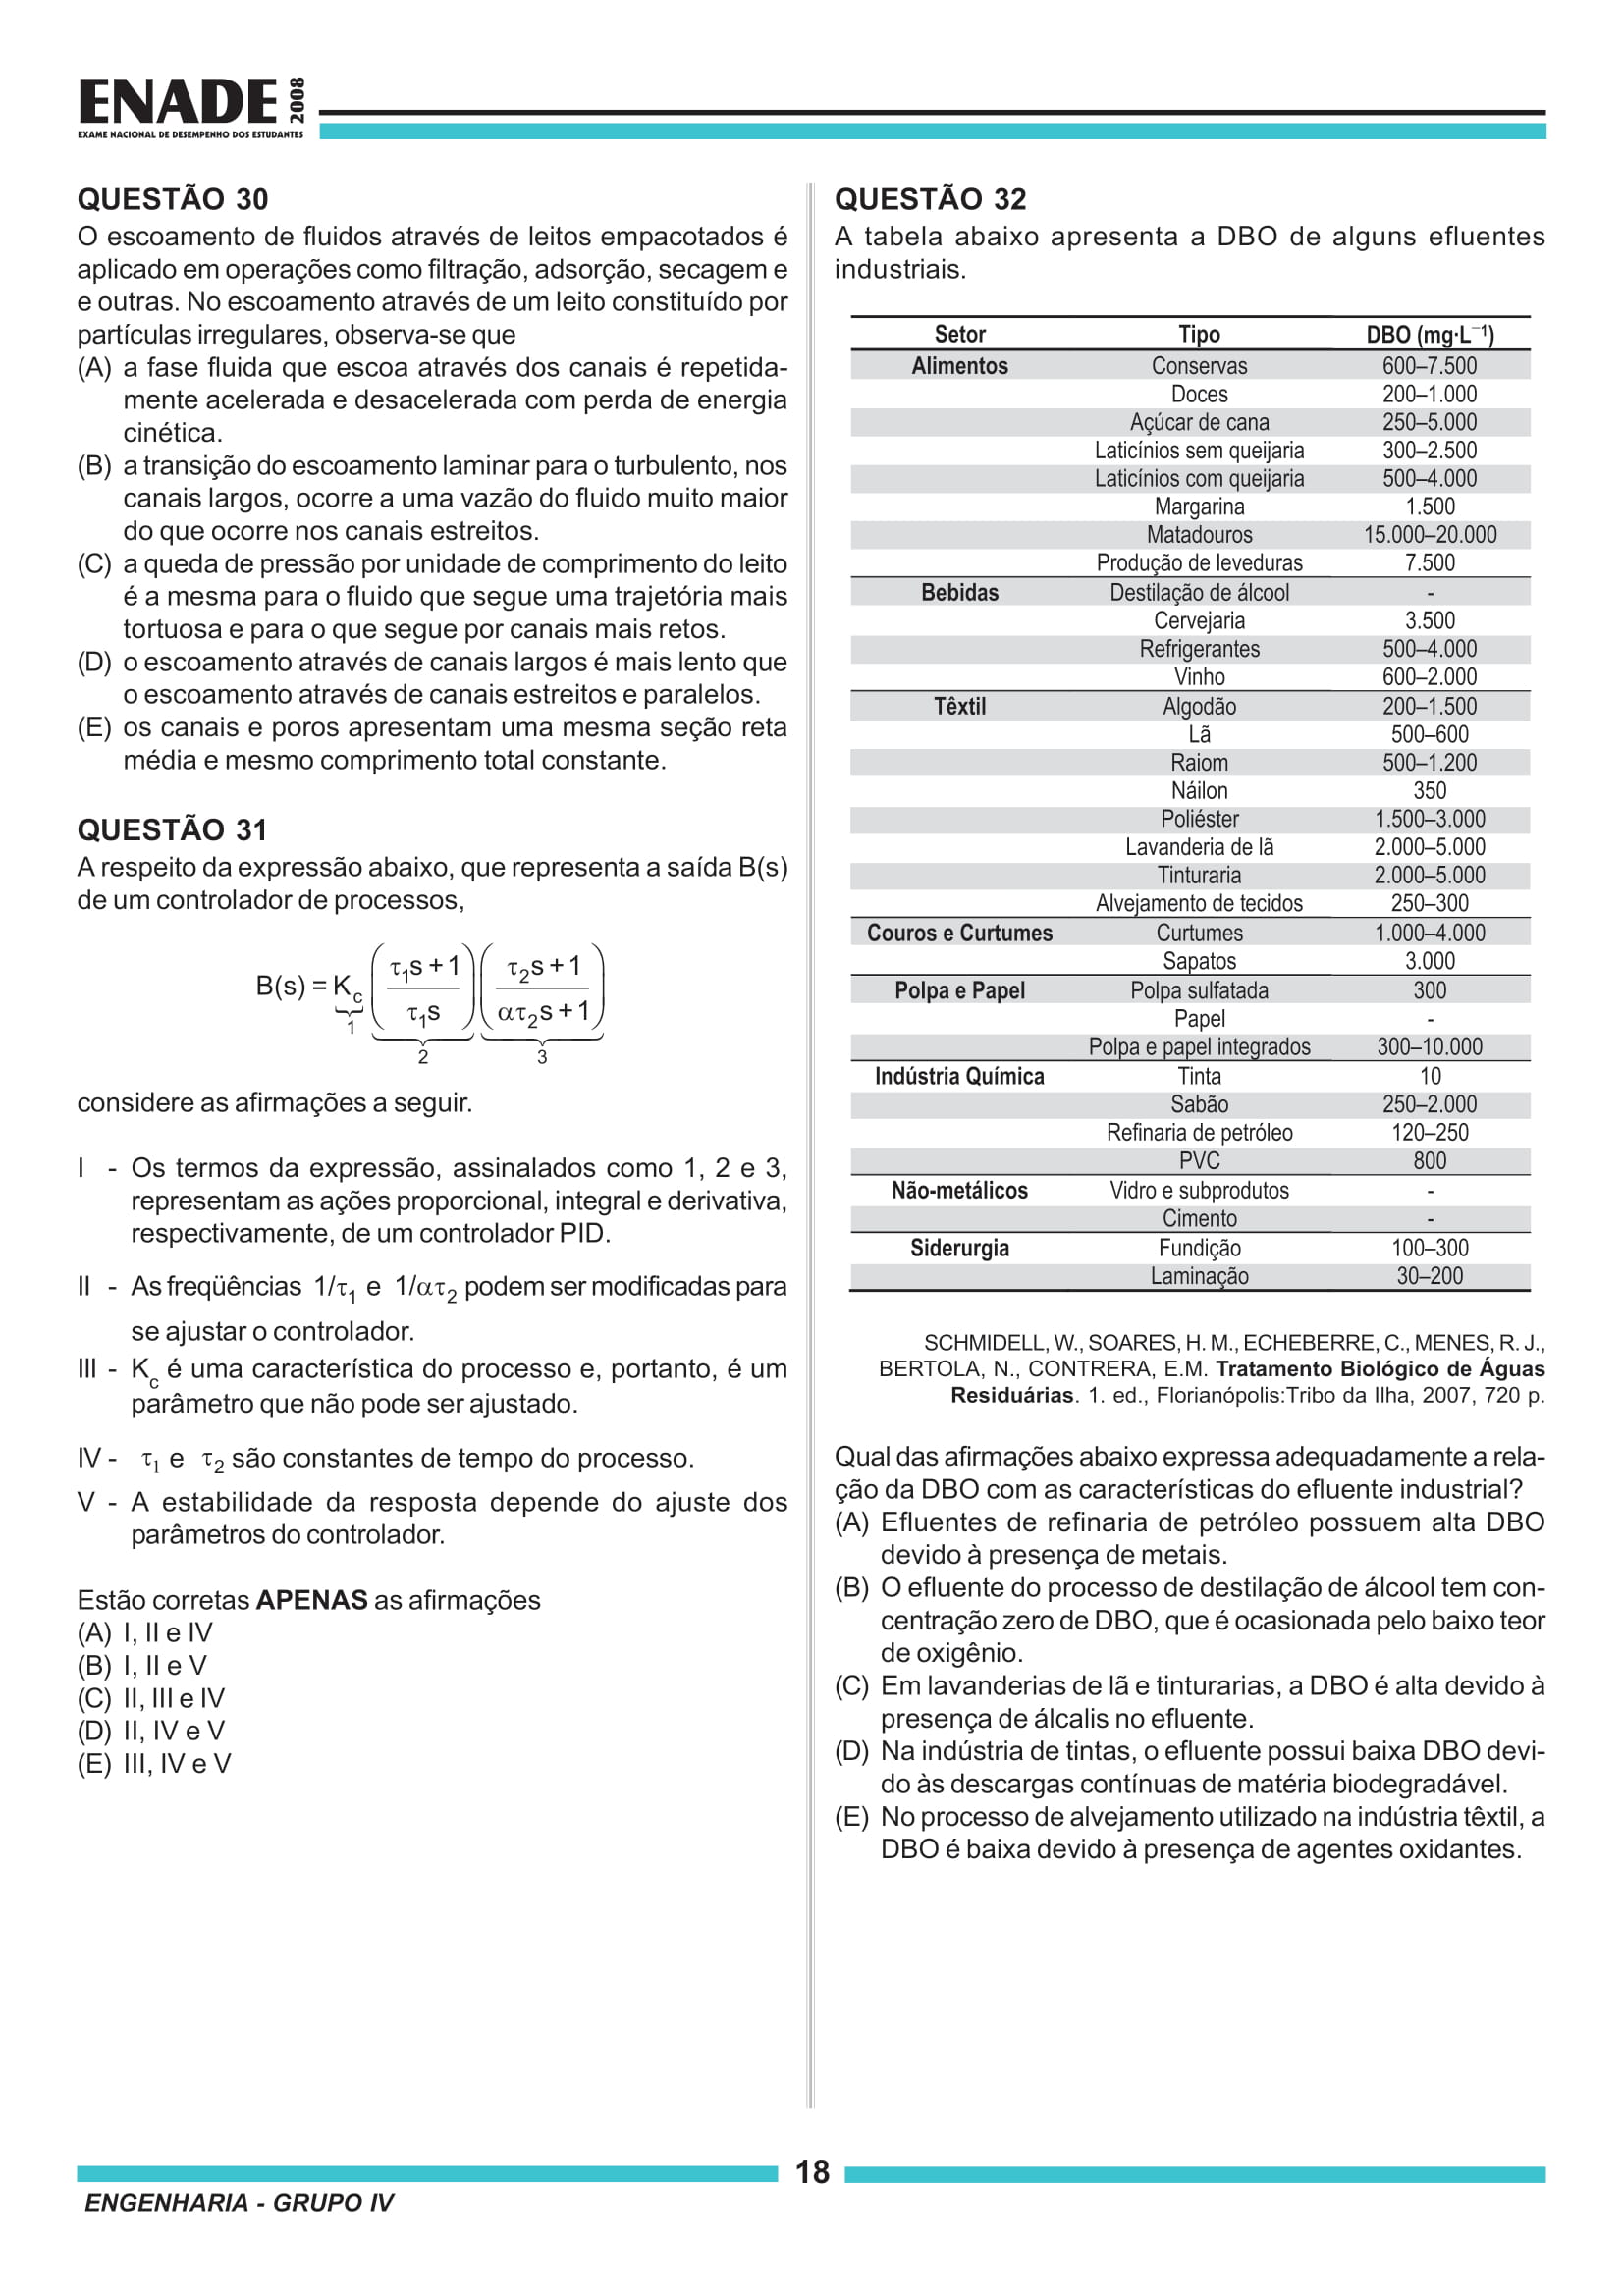 ENADE 2008
EXAME NACIONAL DE DESEMPENHO DOS ESTUDANTES
QUESTÃO 30
O escoamento de fluidos através de leitos empacotados é
aplicado em operações como filtração, adsorção, secagem e
e outras. No escoamento através de um leito constituído por
partículas irregulares, observa-se que
(A) a fase fluida que escoa através dos canais é repetida-
mente acelerada e desacelerada com perda de energia
cinética.
(B) a transição do escoamento laminar para o turbulento, nos
canais largos, ocorre a uma vazão do fluido muito maior
do que ocorre nos canais estreitos.
(C) a queda de pressão por unidade de comprimento do leito
é a mesma para o fluido que segue uma trajetória mais
tortuosa e para o que segue por canais mais retos.
(D) o escoamento através de canais largos é mais lento que
o escoamento através de canais estreitos e paralelos.
(E) os canais e poros apresentam uma mesma seção reta
média e mesmo comprimento total constante.
QUESTÃO 31
A respeito da expressão abaixo, que representa a saída B(s)
de um controlador de processos,
B(s) = K_c ((τ₁s + 1)/(τ₁s)) ((τ₂s + 1)/(ατ₂s + 1))
1 2 3
considere as afirmações a seguir.
I - Os termos da expressão, assinalados como 1, 2 e 3,
representam as ações proporcional, integral e derivativa,
respectivamente, de um controlador PID.
II - As freqüências 1/τ₁ e 1/ατ₂ podem ser modificadas para
se ajustar o controlador.
III - K_c é uma característica do processo e, portanto, é um
parâmetro que não pode ser ajustado.
IV - τ₁ e τ₂ são constantes de tempo do processo.
V - A estabilidade da resposta depende do ajuste dos
parâmetros do controlador.
Estão corretas APENAS as afirmações
(A) I, II e IV
(B) I, II e V
(C) II, III e IV
(D) II, IV e V
(E) III, IV e V
QUESTÃO 32
A tabela abaixo apresenta a DBO de alguns efluentes
industriais.
Setor Tipo DBO (mg·L⁻¹)
Alimentos Conservas 600–7.500
Doces 200–1.000
Açúcar de cana 250–5.000
Laticínios sem queijaria 300–2.500
Laticínios com queijaria 500–4.000
Margarina 1.500
Matadouros 15.000–20.000
Produção de leveduras 7.500
Bebidas Destilação de álcool -
Cervejaria 3.500
Refrigerantes 500–4.000
Vinho 600–2.000
Têxtil Algodão 200–1.500
Lã 500–600
Raiom 500–1.200
Náilon 350
Poliéster 1.500–3.000
Lavanderia de lã 2.000–5.000
Tinturaria 2.000–5.000
Alvejamento de tecidos 250–300
Couros e Curtumes Curtumes 1.000–4.000
Sapatos 3.000
Polpa e Papel Polpa sulfatada 300
Papel -
Polpa e papel integrados 300–10.000
Indústria Química Tinta 10
Sabão 250–2.000
Refinaria de petróleo 120–250
PVC 800
Não-metálicos Vidro e subprodutos -
Cimento -
Siderurgia Fundição 100–300
Laminação 30–200
SCHMIDELL, W., SOARES, H. M., ECHEBERRE, C., MENES, R. J.,
BERTOLA, N., CONTRERA, E.M. Tratamento Biológico de Águas
Residuárias. 1. ed., Florianópolis:Tribo da Ilha, 2007, 720 p.
Qual das afirmações abaixo expressa adequadamente a rela-
ção da DBO com as características do efluente industrial?
(A) Efluentes de refinaria de petróleo possuem alta DBO
devido à presença de metais.
(B) O efluente do processo de destilação de álcool tem con-
centração zero de DBO, que é ocasionada pelo baixo teor
de oxigênio.
(C) Em lavanderias de lã e tinturarias, a DBO é alta devido à
presença de álcalis no efluente.
(D) Na indústria de tintas, o efluente possui baixa DBO devi-
do às descargas contínuas de matéria biodegradável.
(E) No processo de alvejamento utilizado na indústria têxtil, a
DBO é baixa devido à presença de agentes oxidantes.
18
ENGENHARIA - GRUPO IV